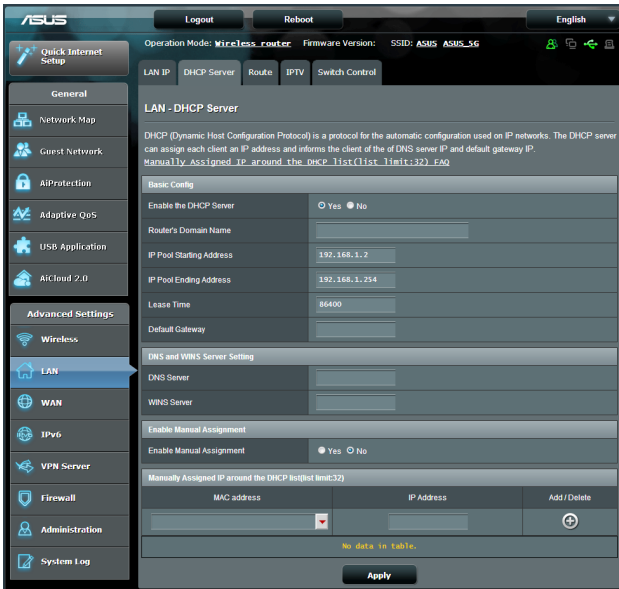 ASUS
Logout
Reboot
English
Quick Internet
Setup
Operation Mode: Wireless router Firmware Version: SSID: ASUS ASUS_5G
LAN IP
DHCP Server
Route
IPTV
Switch Control
General
Network Map
Guest Network
AiProtection
Adaptive QoS
USB Application
AiCloud 2.0
Advanced Settings
Wireless
LAN
WAN
IPv6
VPN Server
Firewall
Administration
System Log
LAN - DHCP Server
DHCP (Dynamic Host Configuration Protocol) is a protocol for the automatic configuration used on IP networks. The DHCP server
can assign each client an IP address and informs the client of the of DNS server IP and default gateway IP.
Manually Assigned IP around the DHCP list(list limit:32) FAQ
Basic Config
Enable the DHCP Server
Yes No
Router's Domain Name
IP Pool Starting Address
192.168.1.2
IP Pool Ending Address
192.168.1.254
Lease Time
86400
Default Gateway
DNS and WINS Server Setting
DNS Server
WINS Server
Enable Manual Assignment
Enable Manual Assignment
Yes No
Manually Assigned IP around the DHCP list(list limit:32)
MAC address
IP Address
Add / Delete
No data in table.
Apply